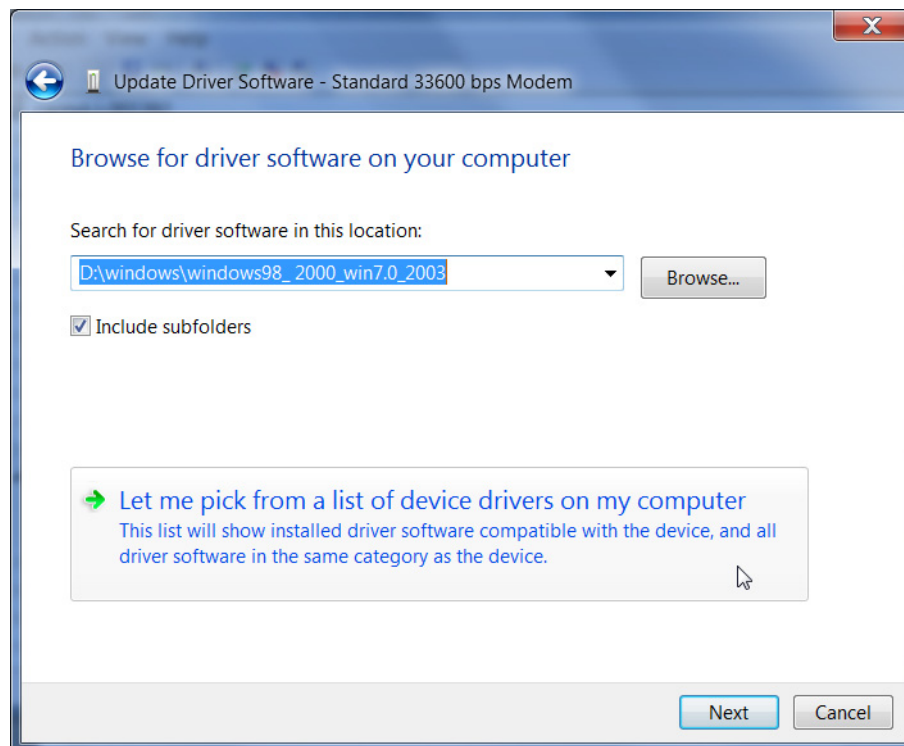 Action View Help
Update Driver Software - Standard 33600 bps Modem
Browse for driver software on your computer
Search for driver software in this location:
D:\windows\windows98_ 2000_win7.0_2003
Browse...
Include subfolders
Let me pick from a list of device drivers on my computer
This list will show installed driver software compatible with the device, and all
driver software in the same category as the device.
Next Cancel